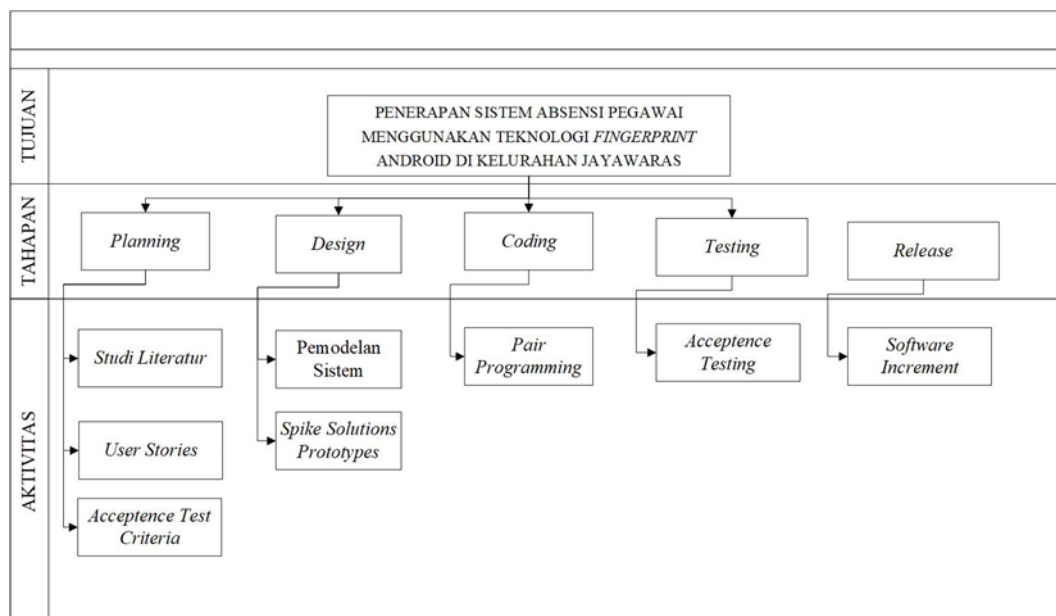 TUJUAN
PENERAPAN SISTEM ABSENSI PEGAWAI
MENGGUNAKAN TEKNOLOGI FINGERPRINT
ANDROID DI KELURAHAN JAYAWARAS
TAHAPAN
Planning
Design
Coding
Testing
Release
AKTIVITAS
Studi Literatur
User Stories
Acceptence Test
Criteria
Pemodelan
Sistem
Spike Solutions
Prototypes
Pair
Programming
Acceptence
Testing
Software
Increment